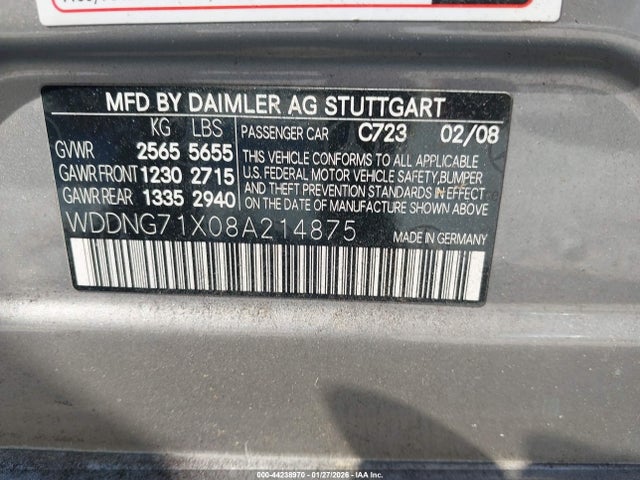 MFD BY DAIMLER AG STUTTGART
KG LBS PASSENGER CAR C723 02/08
GVWR 2565 5655
GAWR FRONT 1230 2715
GAWR REAR 1335 2940
THIS VEHICLE CONFORMS TO ALL APPLICABLE
U.S. FEDERAL MOTOR VEHICLE SAFETY, BUMPER
AND THEFT PREVENTION STANDARDS IN EFFECT
ON THE DATE OF MANUFACTURE SHOWN ABOVE.
WDDNG71X08A214875 MADE IN GERMANY
000-44238970 | 01/27/2026 - IAA Inc.